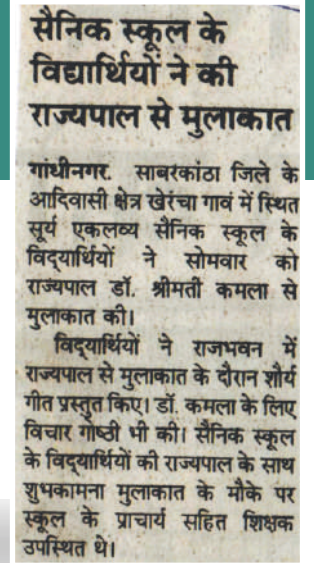 सैनिक स्कूल के
विद्यार्थियों ने की
राज्यपाल से मुलाकात
गांधीनगर. साबरकांठा जिले के
आदिवासी क्षेत्र खेरंचा गावं में स्थित
सूर्य एकलव्य सैनिक स्कूल के
विद्यार्थियों ने सोमवार को
राज्यपाल डॉ. श्रीमती कमला से
मुलाकात की।
विद्यार्थियों ने राजभवन में
राज्यपाल से मुलाकात के दौरान शौर्य
गीत प्रस्तुत किए। डॉ. कमला के लिए
विचार गोष्ठी भी की। सैनिक स्कूल
के विद्यार्थियों की राज्यपाल के साथ
शुभकामना मुलाकात के मौके पर
स्कूल के प्राचार्य सहित शिक्षक
उपस्थित थे।